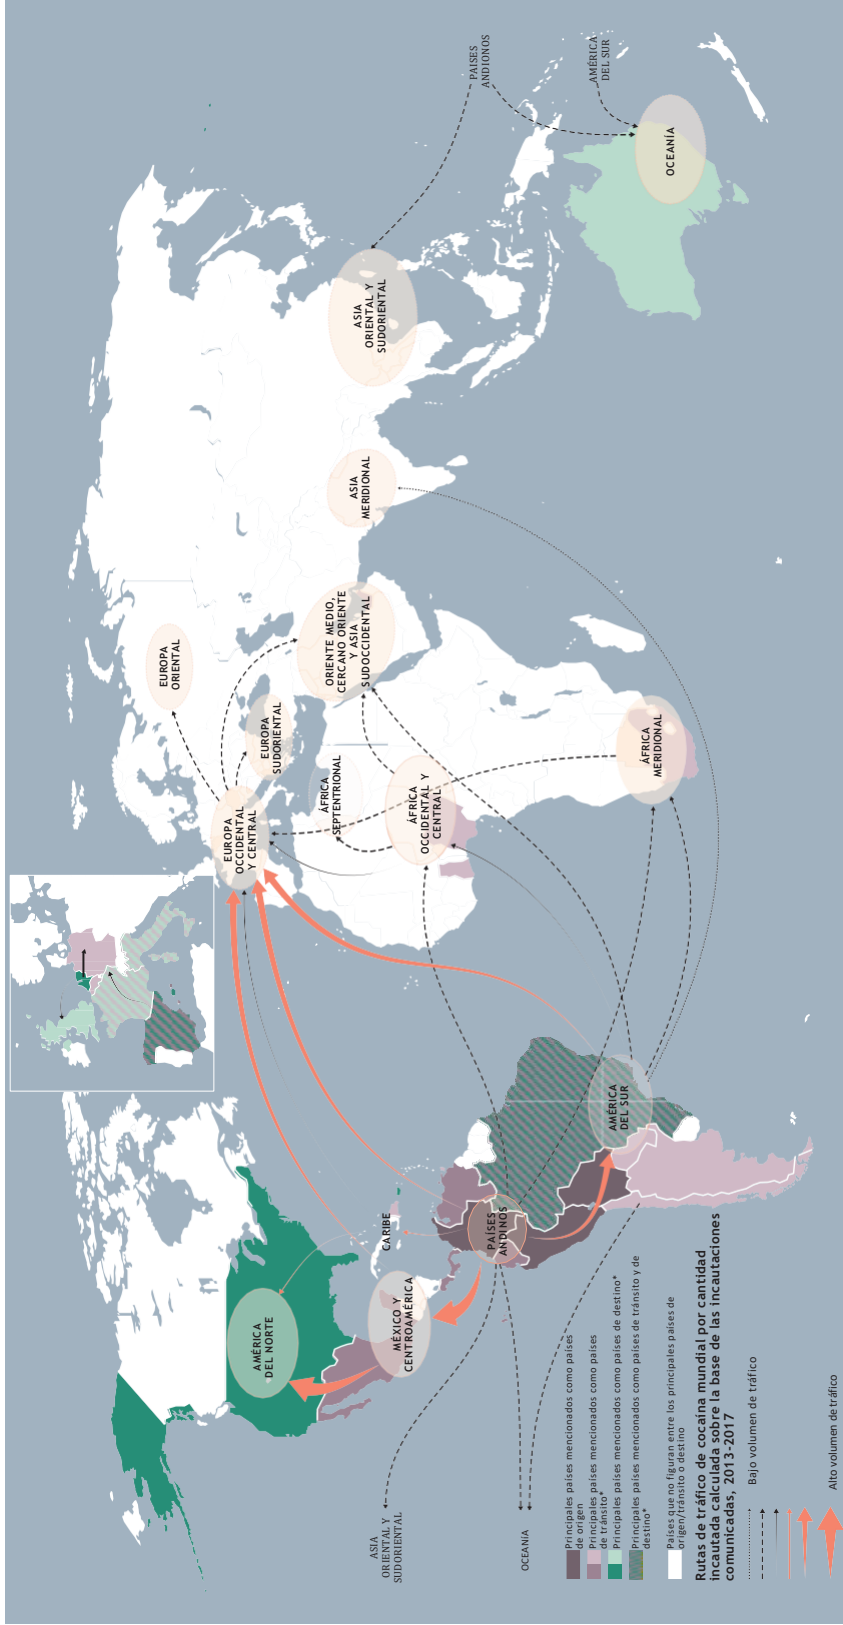 AMÉRICA
DEL NORTE
MÉXICO Y
CENTROAMÉRICA
CARIBE
PAÍSES
ANDINOS
AMÉRICA
DEL SUR
EUROPA
OCCIDENTAL
Y CENTRAL
EUROPA
ORIENTAL
EUROPA
SUDORIENTAL
ÁFRICA
SEPTENTRIONAL
ÁFRICA
OCCIDENTAL Y
CENTRAL
ÁFRICA
MERIDIONAL
ORIENTE MEDIO,
CERCANO ORIENTE
Y ASIA
SUDOCCIDENTAL
ASIA
MERIDIONAL
ASIA
ORIENTAL Y
SUDORIENTAL
OCEANÍA
PAISES
ANDIONOS
AMÉRICA
DEL SUR
ASIA
ORIENTAL Y
SUDORIENTAL
OCEANÍA
Principales países mencionados como países
de origen
Principales países mencionados como países
de tránsito*
Principales países mencionados como países de destino*
Principales países mencionados como países de tránsito y de
destino*
Países que no figuran entre los principales países de
origen/tránsito o destino
Rutas de tráfico de cocaína mundial por cantidad
incautada calculada sobre la base de las incautaciones
comunicadas, 2013-2017
Bajo volumen de tráfico
Alto volumen de tráfico